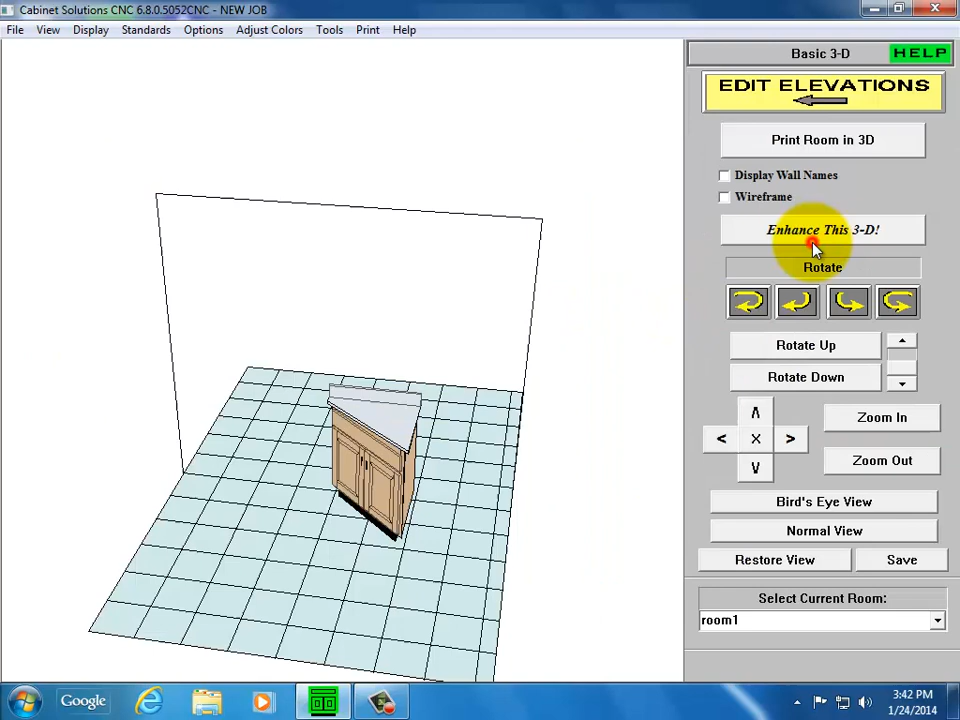 Cabinet Solutions CNC 6.8.0.5052CNC - NEW JOB
File View Display Standards Options Adjust Colors Tools Print Help
Basic 3-D HELP
EDIT ELEVATIONS
Print Room in 3D
Display Wall Names
Wireframe
Enhance This 3-D!
Rotate
Rotate Up
Rotate Down
Λ
< X >
V
Zoom In
Zoom Out
Bird's Eye View
Normal View
Restore View Save
Select Current Room:
room1
Google
3:42 PM
1/24/2014